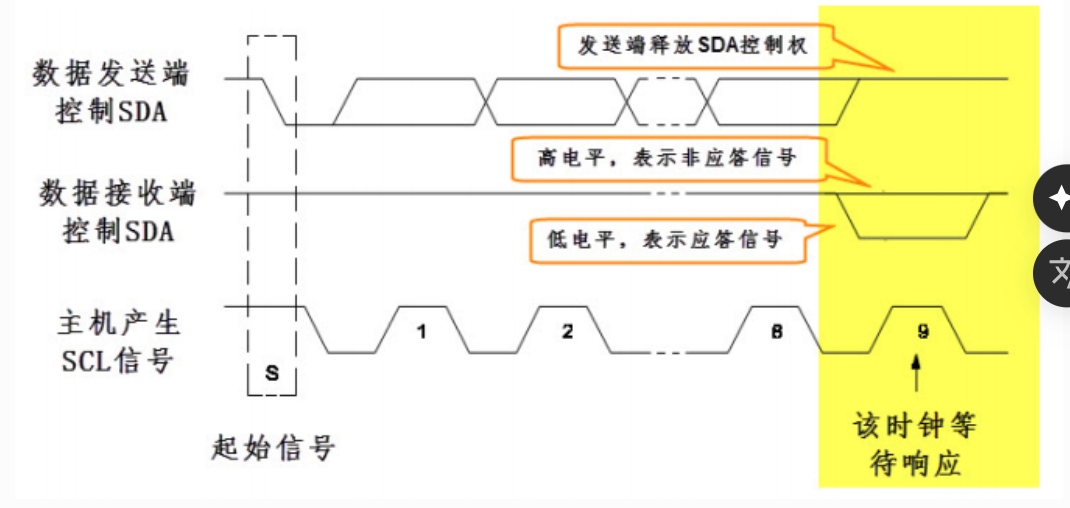 发送端释放SDA控制权
数据发送端
控制SDA
高电平，表示非应答信号
数据接收端
控制SDA
低电平，表示应答信号
主机产生
SCL信号
1
2
8
9
S
起始信号
该时钟等
待响应